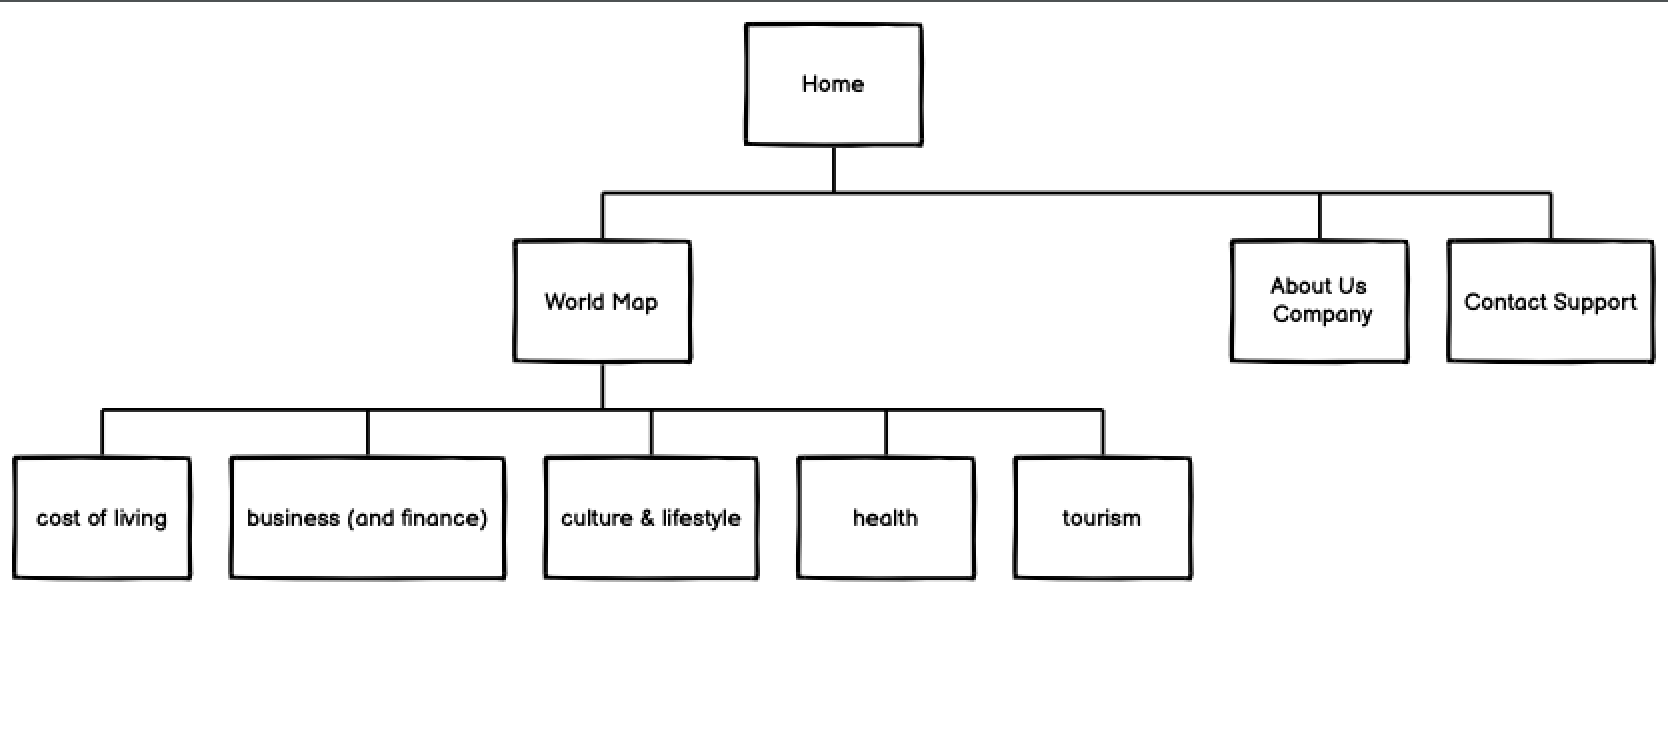 Home
World Map
About Us
Company
Contact Support
cost of living
business (and finance)
culture & lifestyle
health
tourism